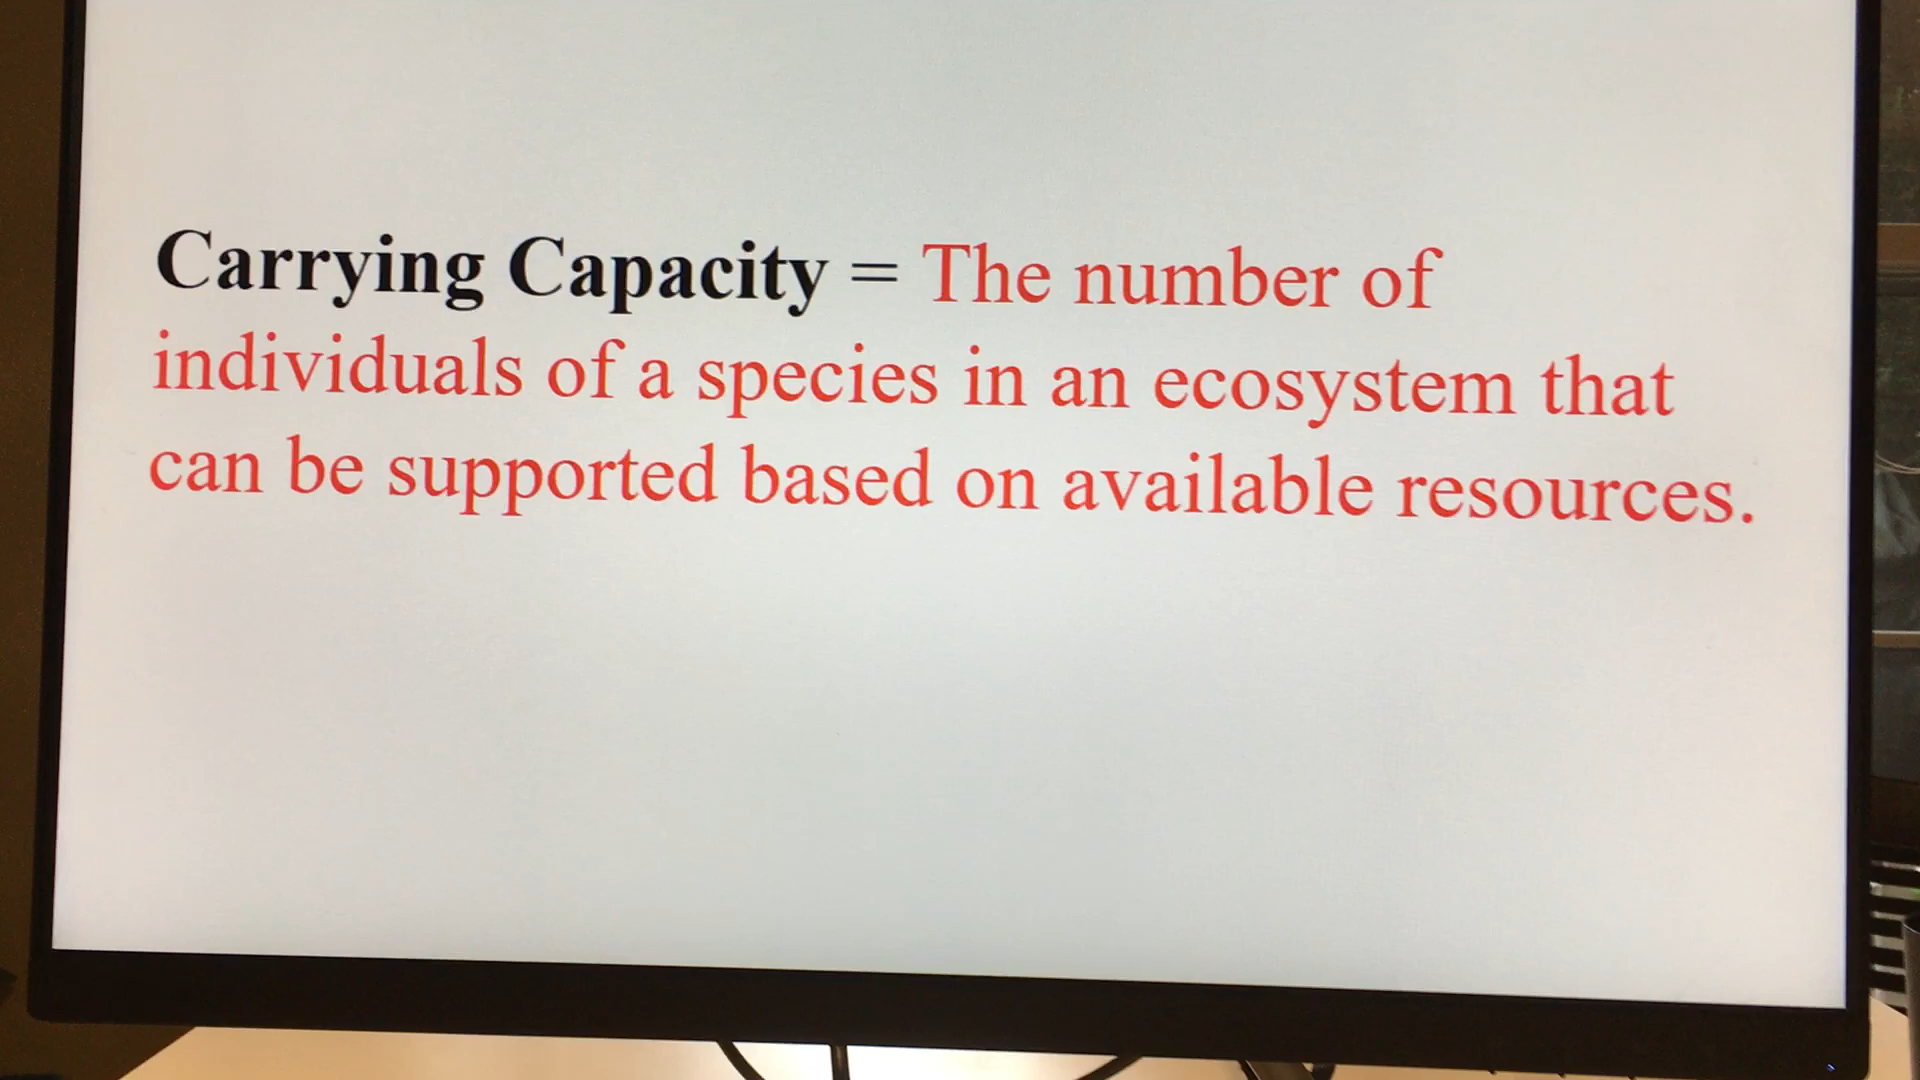 Carrying Capacity = The number of
individuals of a species in an ecosystem that
can be supported based on available resources.